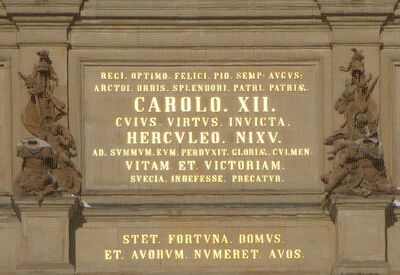 REGI. OPTIMO. FELICI. PIO. SEMP. AVGVS:
ARCTOI. ORBIS. SPLENDORI. PATRI. PATRIÆ.
CAROLO. XII.
CVIVS. VIRTVS. INVICTA.
HERCVLEO. NIXV.
AD. SVMMVM. EVM. PERDVXIT. GLORIÆ. CVLMEN.
VITAM ET. VICTORIAM.
SVECIA. INDEFESSE. PRECATVR.
STET. FORTVNA. DOMVS.
ET. AVORVM. NVMERET. AVOS.